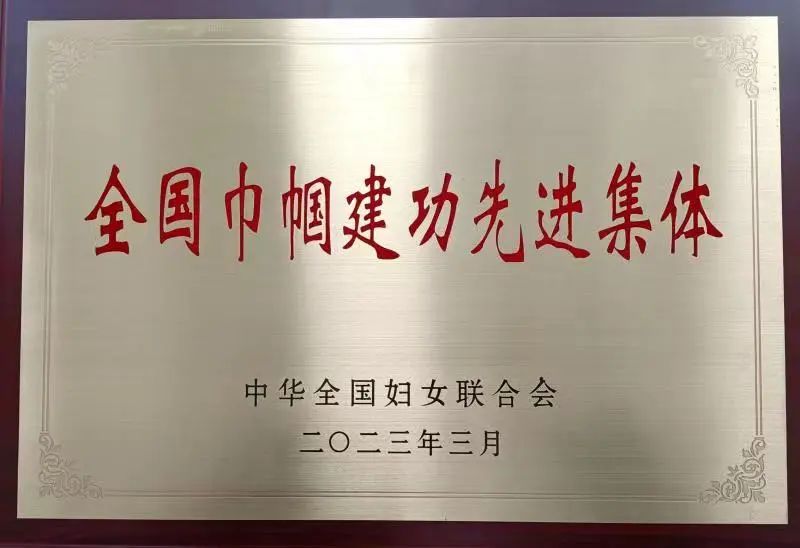 全国巾帼建功先进集体
中华全国妇女联合会
二〇二三年三月